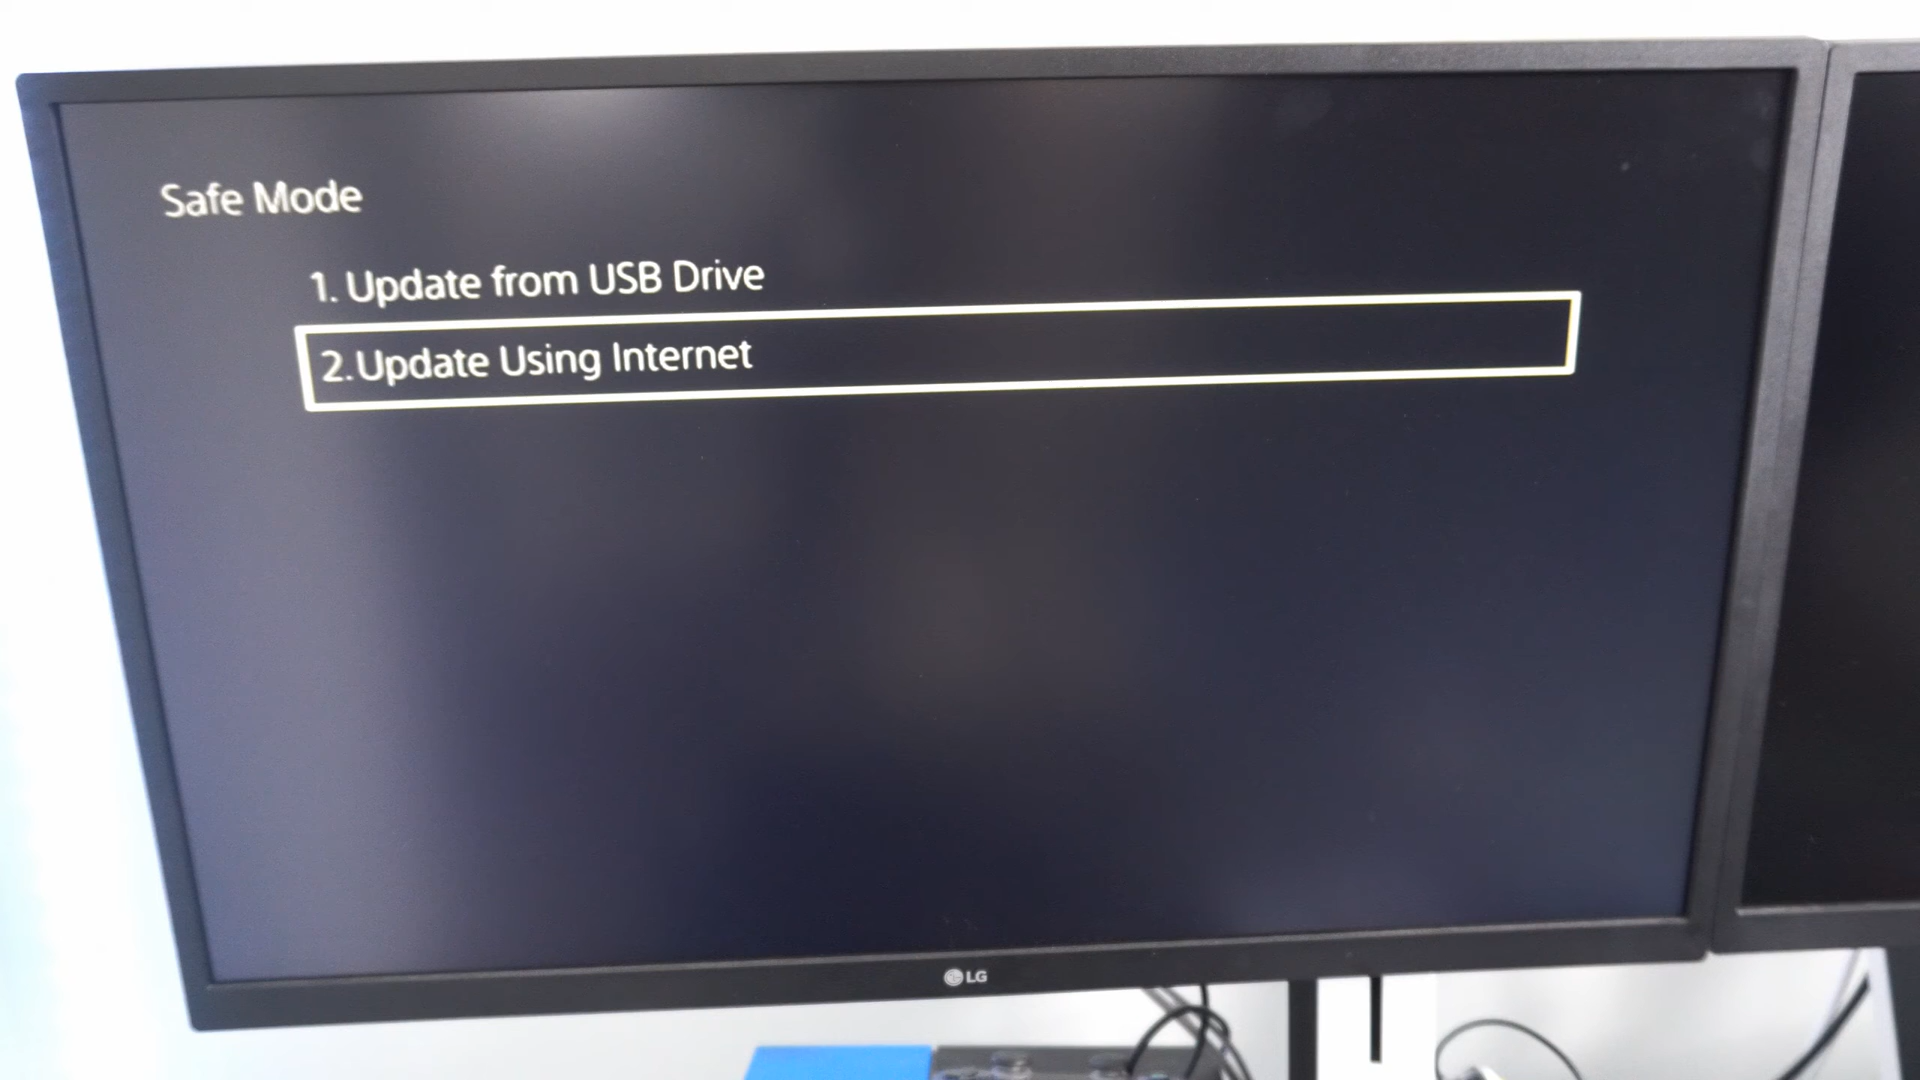 Safe Mode
1. Update from USB Drive
2. Update Using Internet
LG